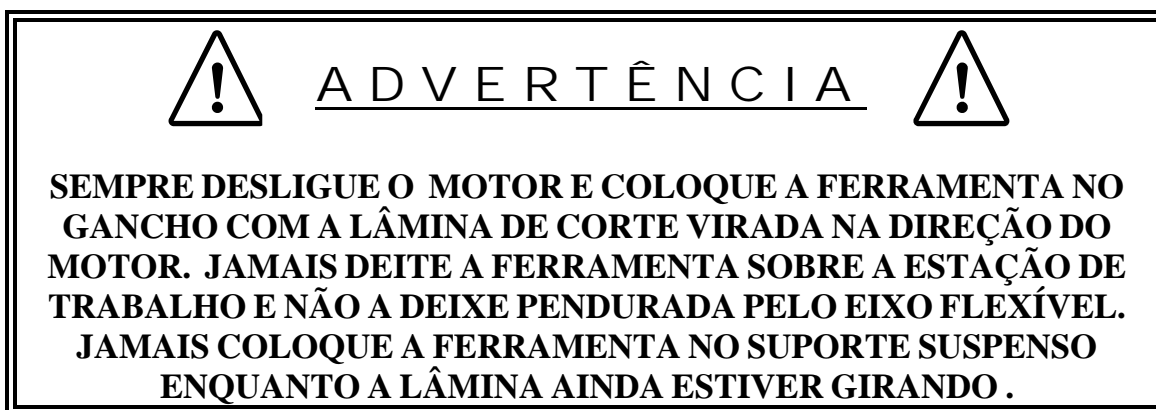 ADVERTÊNCIA
SEMPRE DESLIGUE O MOTOR E COLOQUE A FERRAMENTA NO
GANCHO COM A LÂMINA DE CORTE VIRADA NA DIREÇÃO DO
MOTOR. JAMAIS DEITE A FERRAMENTA SOBRE A ESTAÇÃO DE
TRABALHO E NÃO A DEIXE PENDURADA PELO EIXO FLEXÍVEL.
JAMAIS COLOQUE A FERRAMENTA NO SUPORTE SUSPENSO
ENQUANTO A LÂMINA AINDA ESTIVER GIRANDO .